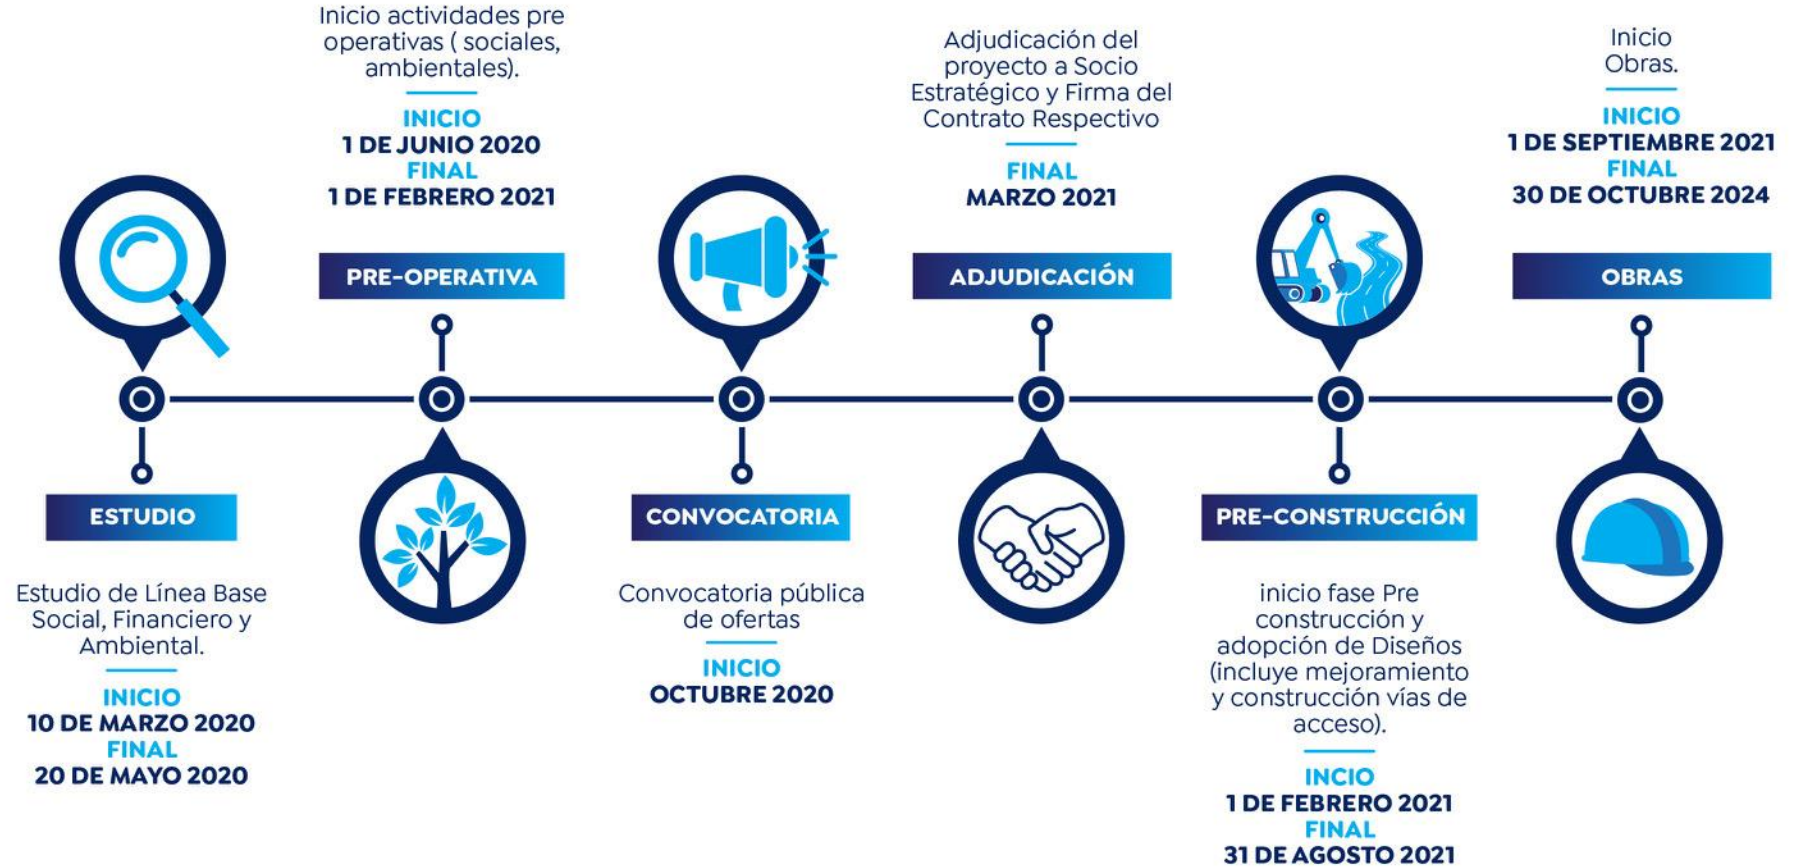 Estudio de Línea Base
Social, Financiero y
Ambiental.
INICIO
10 DE MARZO 2020
FINAL
20 DE MAYO 2020
ESTUDIO
Inicio actividades pre
operativas ( sociales,
ambientales).
INICIO
1 DE JUNIO 2020
FINAL
1 DE FEBRERO 2021
PRE-OPERATIVA
CONVOCATORIA
Convocatoria pública
de ofertas
INICIO
OCTUBRE 2020
Adjudicación del
proyecto a Socio
Estratégico y Firma del
Contrato Respectivo
FINAL
MARZO 2021
ADJUDICACIÓN
PRE-CONSTRUCCIÓN
inicio fase Pre
construcción y
adopción de Diseños
(incluye mejoramiento
y construcción vías de
acceso).
INCIO
1 DE FEBRERO 2021
FINAL
31 DE AGOSTO 2021
Inicio
Obras.
INICIO
1 DE SEPTIEMBRE 2021
FINAL
30 DE OCTUBRE 2024
OBRAS